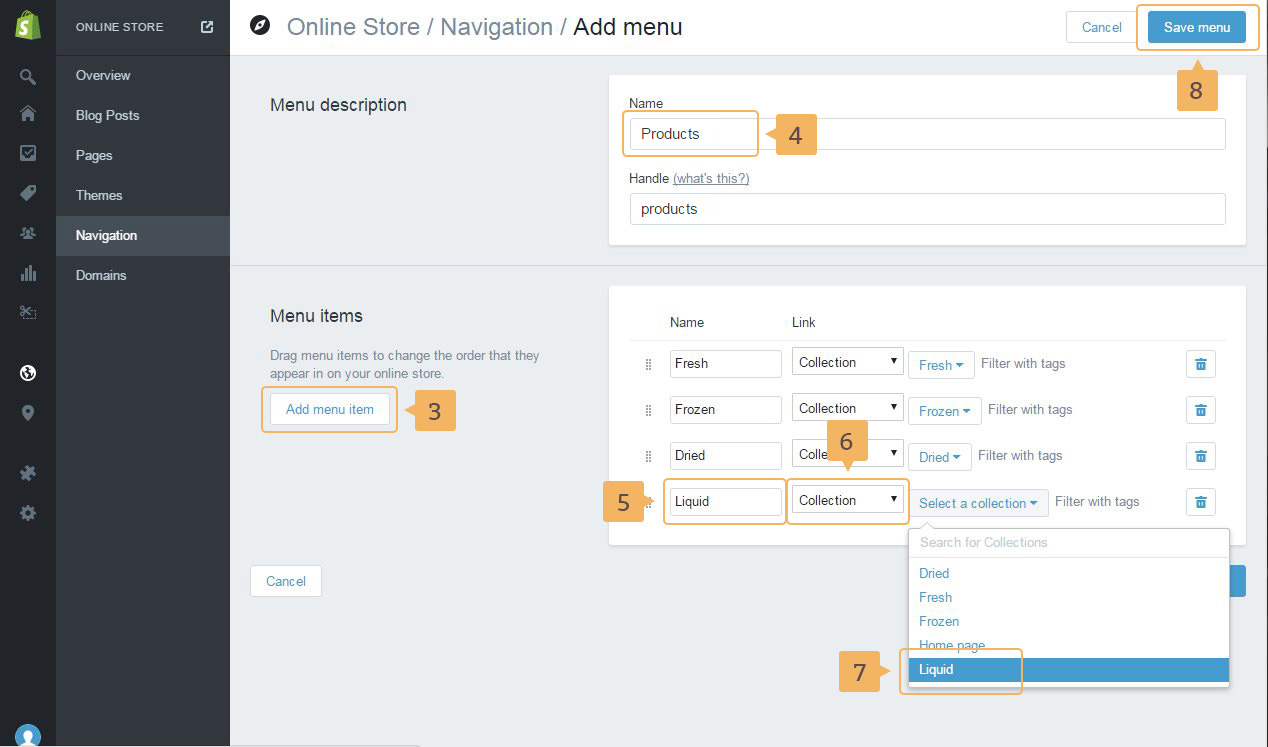 ONLINE STORE
Overview
Blog Posts
Pages
Themes
Navigation
Domains
Online Store / Navigation / Add menu
Cancel
Save menu
8
Menu description
Name
Products
4
Handle (what's this?)
products
Menu items
Drag menu items to change the order that they
appear in on your online store.
Add menu item
3
Name Link
Fresh Collection Fresh Filter with tags
Frozen Collection Frozen Filter with tags
6
Dried Dried Filter with tags
5
Liquid Collection Select a collection Filter with tags
Search for Collections
Dried
Fresh
Frozen
Home page
7
Liquid
Cancel